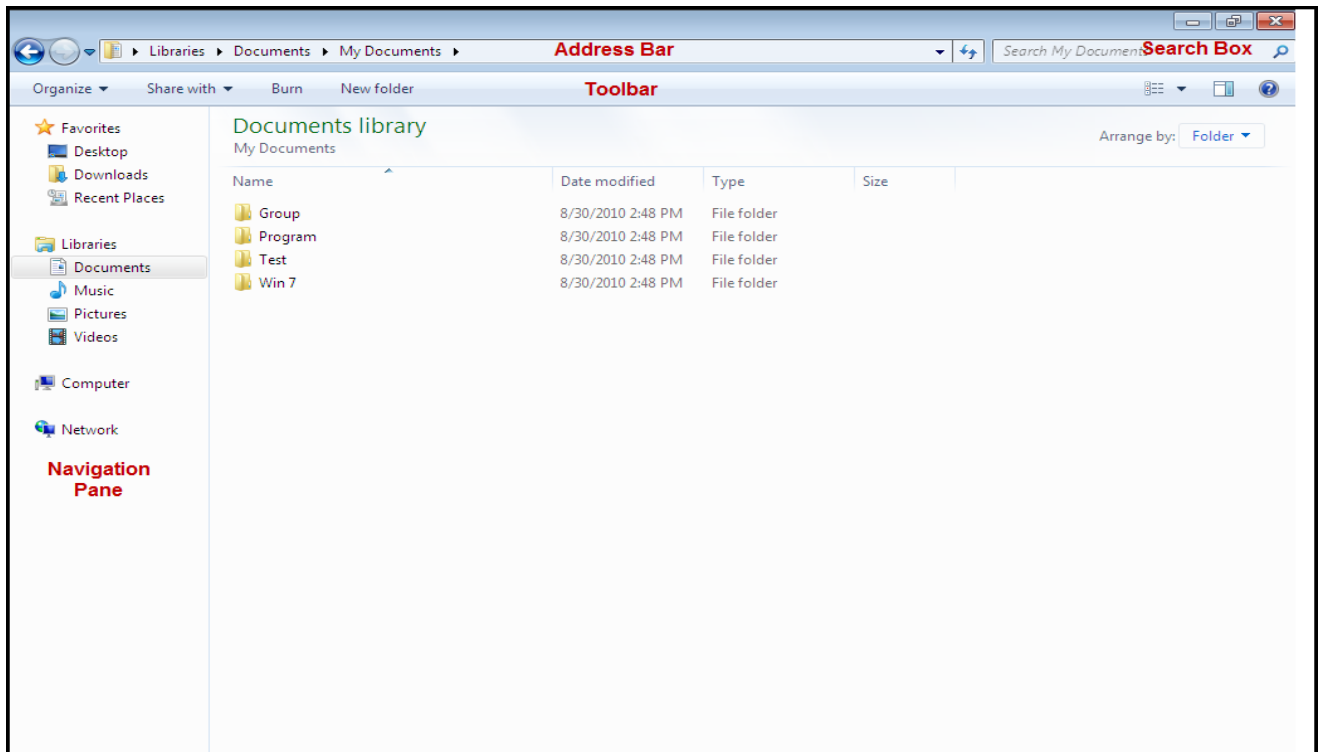 Libraries Documents My Documents Address Bar Search My Document Search Box
Organize Share with Burn New folder Toolbar
Favorites
Desktop
Downloads
Recent Places
Libraries
Documents
Music
Pictures
Videos
Computer
Network
Navigation
Pane
Documents library
My Documents
Arrange by: Folder
Name Date modified Type Size
Group 8/30/2010 2:48 PM File folder
Program 8/30/2010 2:48 PM File folder
Test 8/30/2010 2:48 PM File folder
Win 7 8/30/2010 2:48 PM File folder